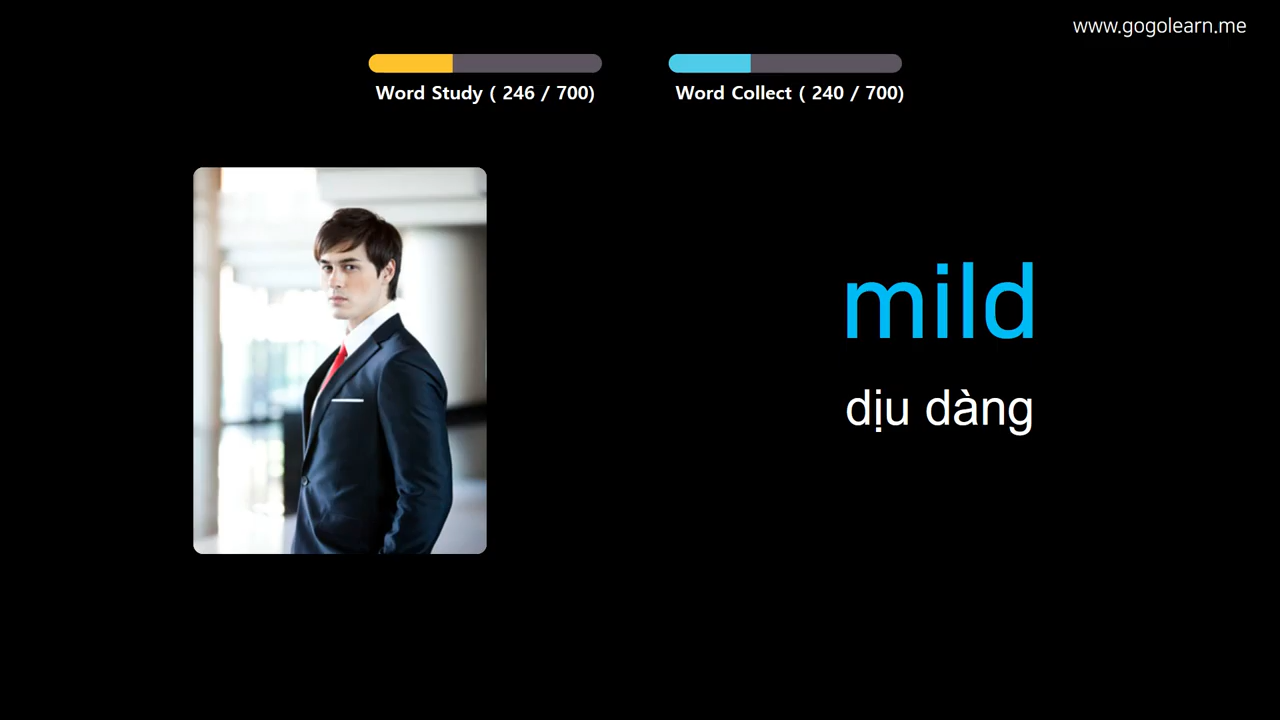 www.gogolearn.me
Word Study ( 246 / 700)
Word Collect ( 240 / 700)
mild
dịu dàng